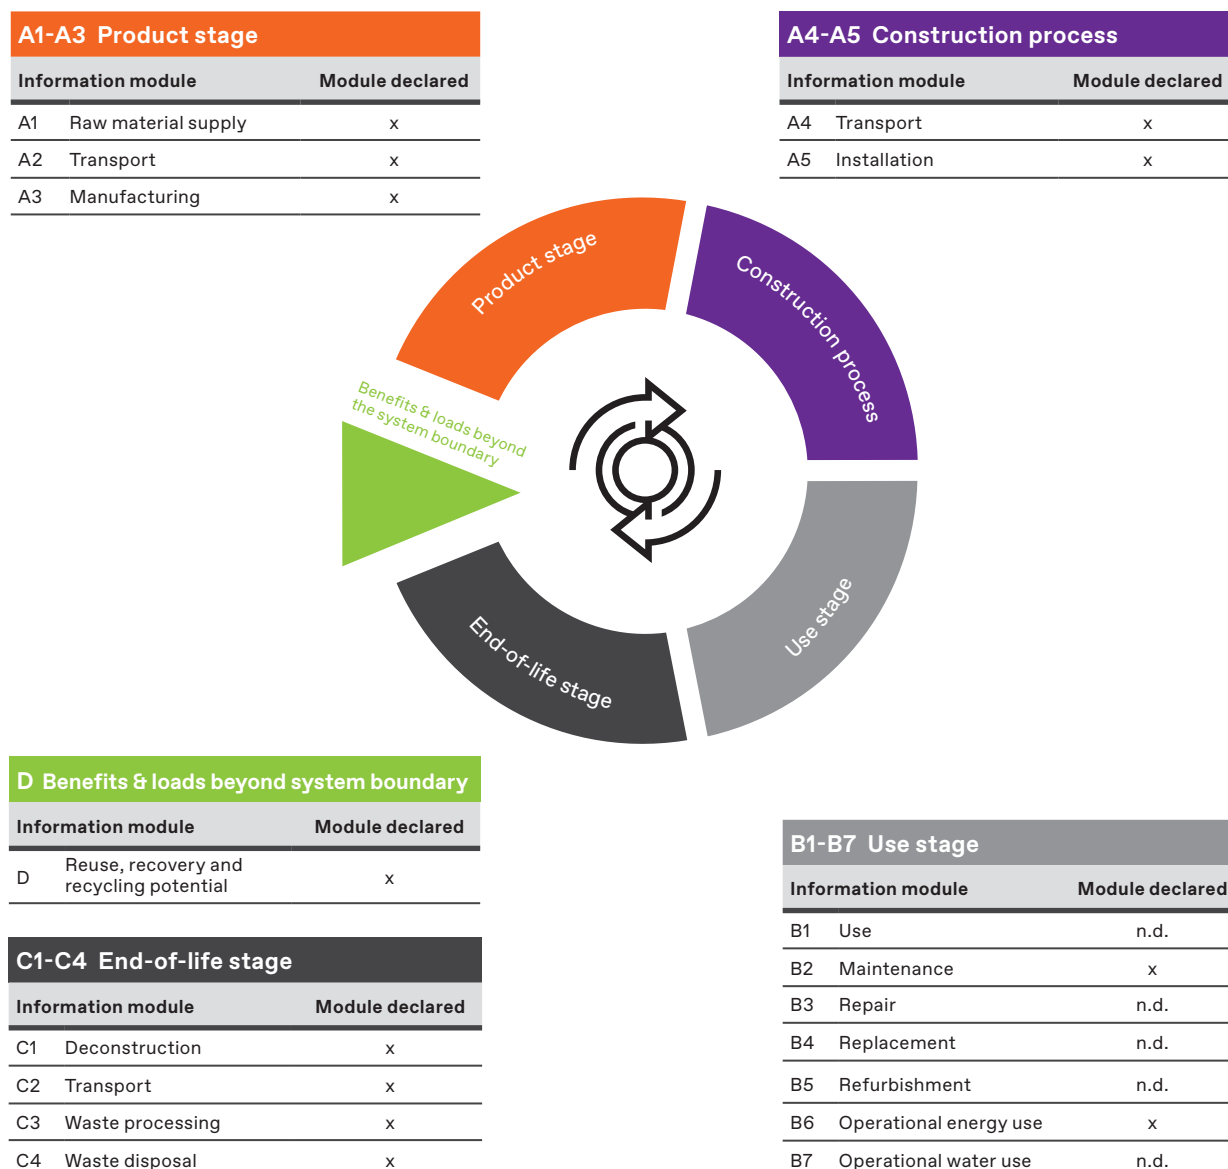 A1-A3 Product stage
Information module Module declared
A1 Raw material supply x
A2 Transport x
A3 Manufacturing x
A4-A5 Construction process
Information module Module declared
A4 Transport x
A5 Installation x
Product stage
Construction process
Benefits & loads beyond
the system boundary
Use stage
End-of-life stage
D Benefits & loads beyond system boundary
Information module Module declared
D Reuse, recovery and
recycling potential x
C1-C4 End-of-life stage
Information module Module declared
C1 Deconstruction x
C2 Transport x
C3 Waste processing x
C4 Waste disposal x
B1-B7 Use stage
Information module Module declared
B1 Use n.d.
B2 Maintenance x
B3 Repair n.d.
B4 Replacement n.d.
B5 Refurbishment n.d.
B6 Operational energy use x
B7 Operational water use n.d.